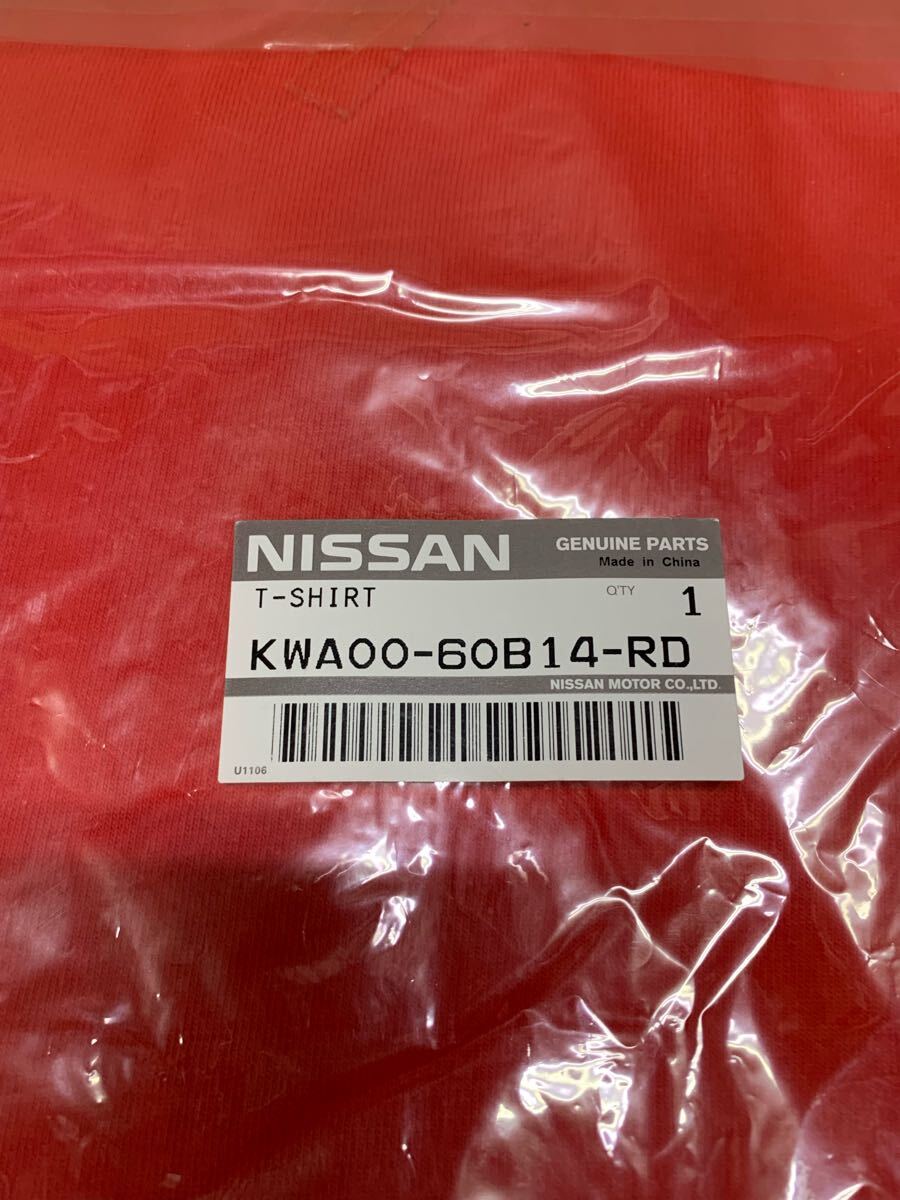 NISSAN GENUINE PARTS
Made in China
T-SHIRT Q'TY 1
KWA00-60B14-RD
NISSAN MOTOR CO.,LTD.
U1106